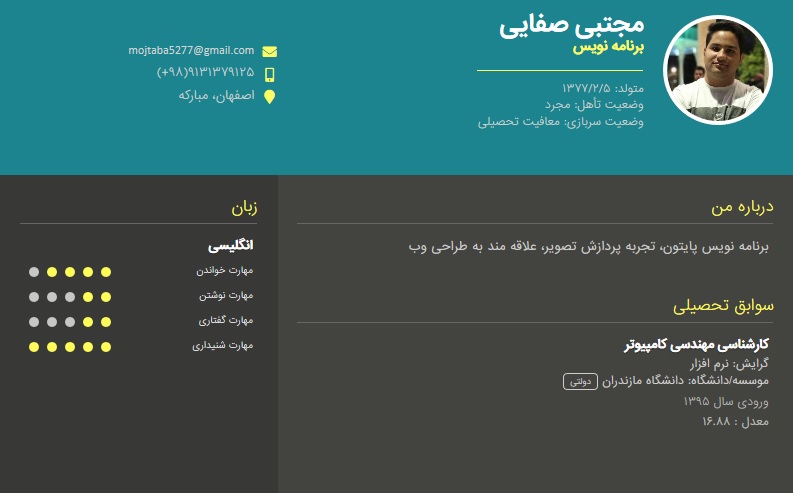 مجتبی صفایی
برنامه نویس
متولد: ۱۳۷۷/۲/۵
وضعیت تأهل: مجرد
وضعیت سربازی: معافیت تحصیلی
mojtaba5277@gmail.com
(+۹۸)۹۱۳۱۳۷۹۱۲۵
اصفهان، مبارکه
درباره من
برنامه نویس پایتون، تجربه پردازش تصویر، علاقه مند به طراحی وب
سوابق تحصیلی
کارشناسی مهندسی کامپیوتر
گرایش: نرم افزار
موسسه/دانشگاه: دانشگاه مازندران دولتی
ورودی سال ۱۳۹۵
معدل : ۱۶.۸۸
زبان
انگلیسی
مهارت خواندن
مهارت نوشتن
مهارت گفتاری
مهارت شنیداری